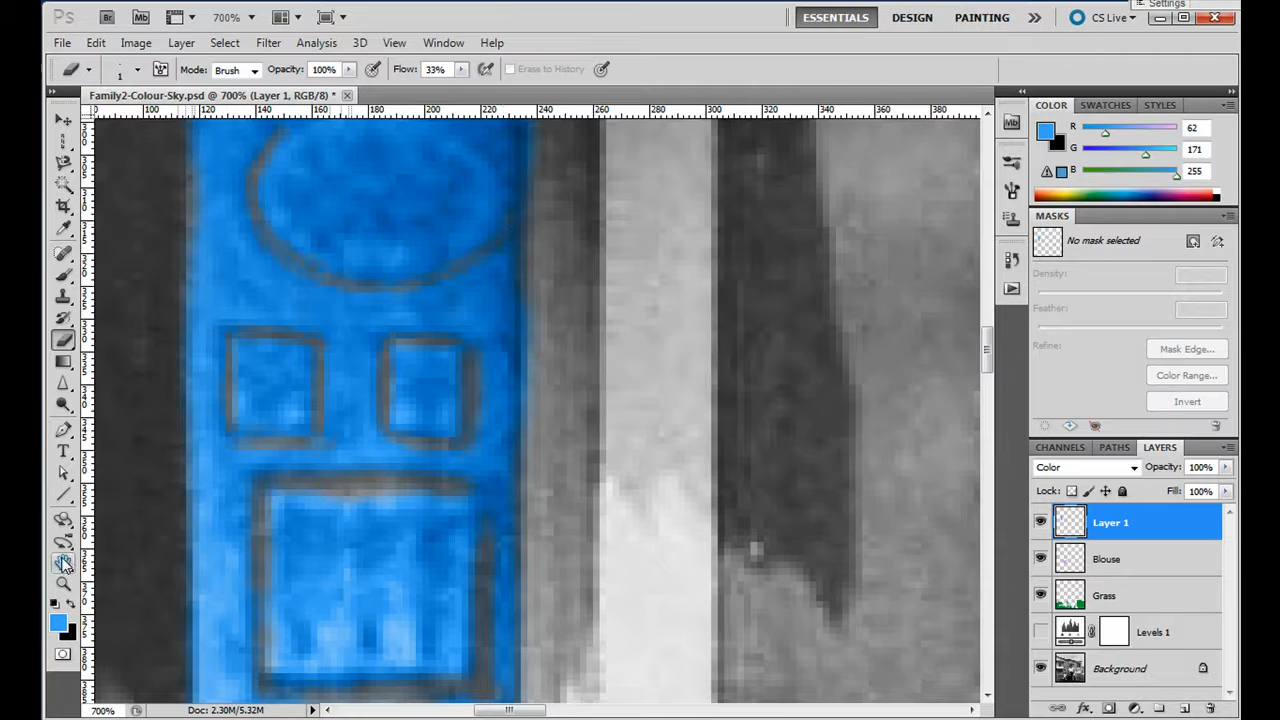 Settings
Ps Br Mb 700% ESSENTIALS DESIGN PAINTING CS Live
File Edit Image Layer Select Filter Analysis 3D View Window Help
1 Mode: Brush Opacity: 100% Flow: 33% Erase to History
Family2-Colour-Sky.psd @ 700% (Layer 1, RGB/8) *
100 120 140 160 180 200 220 240 260 280 300 320 340 360 380
COLOR SWATCHES STYLES
R 62
G 171
B 255
MASKS
No mask selected
Density:
Feather:
Refine: Mask Edge...
Color Range...
Invert
CHANNELS PATHS LAYERS
Color Opacity: 100%
Lock: Fill: 100%
Layer 1
Blouse
Grass
Levels 1
Background
700% Doc: 2.30M/5.32M